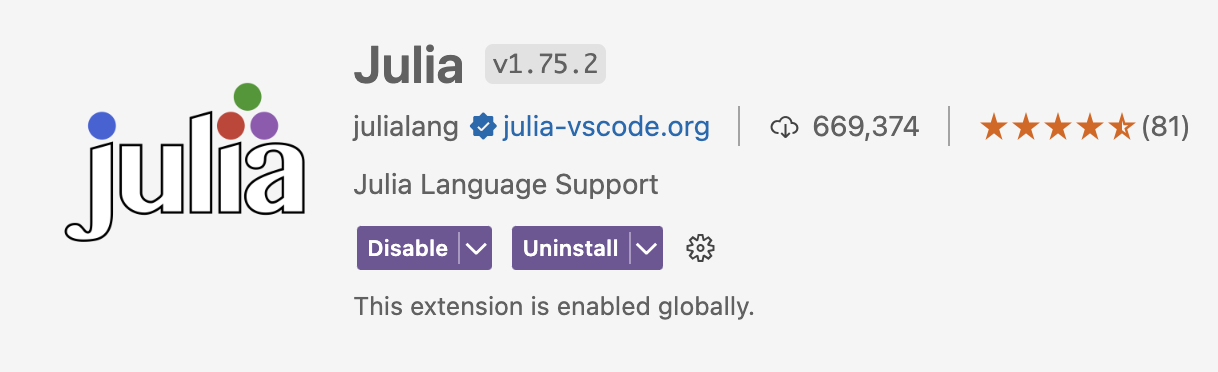 julia
Julia v1.75.2
julialang julia-vscode.org 669,374 (81)
Julia Language Support
Disable Uninstall
This extension is enabled globally.